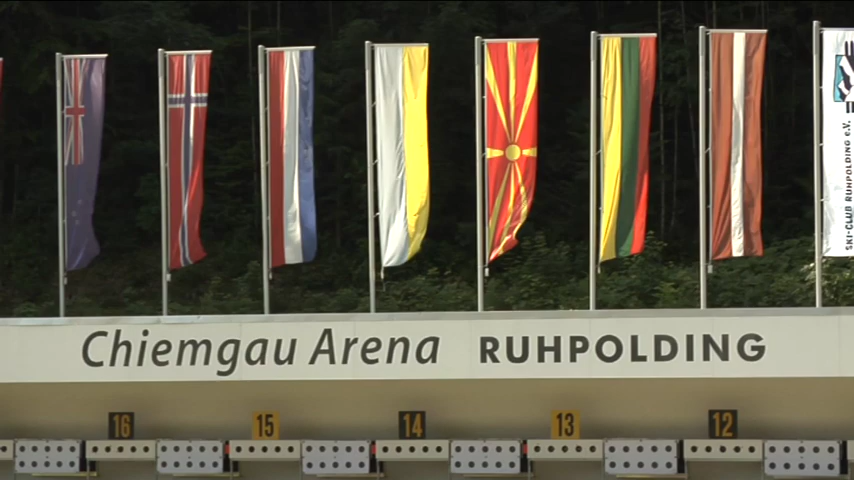 SKI-CLUB RUHPOLDING e.V.
Chiemgau Arena RUHPOLDING
16 15 14 13 12